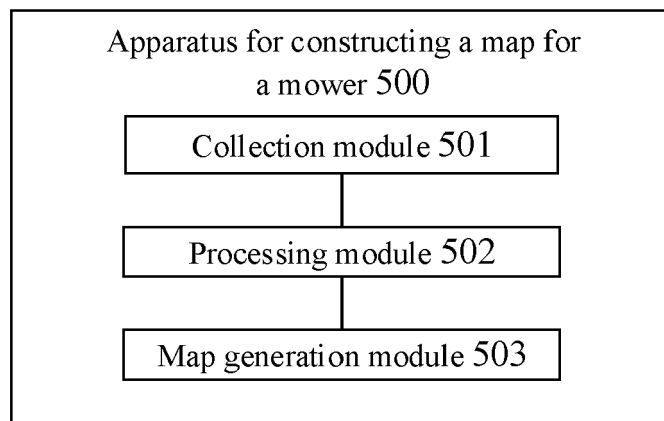 Apparatus for constructing a map for
a mower 500
Collection module 501
Processing module 502
Map generation module 503